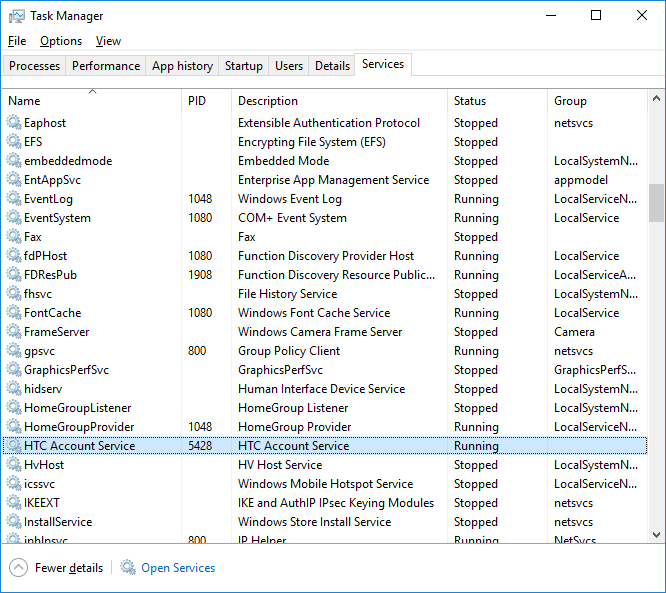 Task Manager
File Options View
Processes Performance App history Startup Users Details Services
Name PID Description Status Group
Eaphost Extensible Authentication Protocol Stopped netsvcs
EFS Encrypting File System (EFS) Stopped
embeddedmode Embedded Mode Stopped LocalSystemN...
EntAppSvc Enterprise App Management Service Stopped appmodel
EventLog 1048 Windows Event Log Running LocalServiceN...
EventSystem 1080 COM+ Event System Running LocalService
Fax Fax Stopped
fdPHost 1080 Function Discovery Provider Host Running LocalService
FDResPub 1908 Function Discovery Resource Public... Running LocalServiceA...
fhsvc File History Service Stopped LocalSystemN...
FontCache 1080 Windows Font Cache Service Running LocalService
FrameServer Windows Camera Frame Server Stopped Camera
gpsvc 800 Group Policy Client Running netsvcs
GraphicsPerfSvc GraphicsPerfSvc Stopped GraphicsPerfS...
hidserv Human Interface Device Service Stopped LocalSystemN...
HomeGroupListener HomeGroup Listener Stopped LocalSystemN...
HomeGroupProvider 1048 HomeGroup Provider Running LocalServiceN...
HTC Account Service 5428 HTC Account Service Running
HvHost HV Host Service Stopped LocalSystemN...
icssvc Windows Mobile Hotspot Service Stopped LocalServiceN...
IKEEXT IKE and AuthIP IPsec Keying Modules Stopped netsvcs
InstallService Windows Store Install Service Stopped netsvcs
iphlpsvc 800 IP Helper Running NetSvcs
Fewer details Open Services